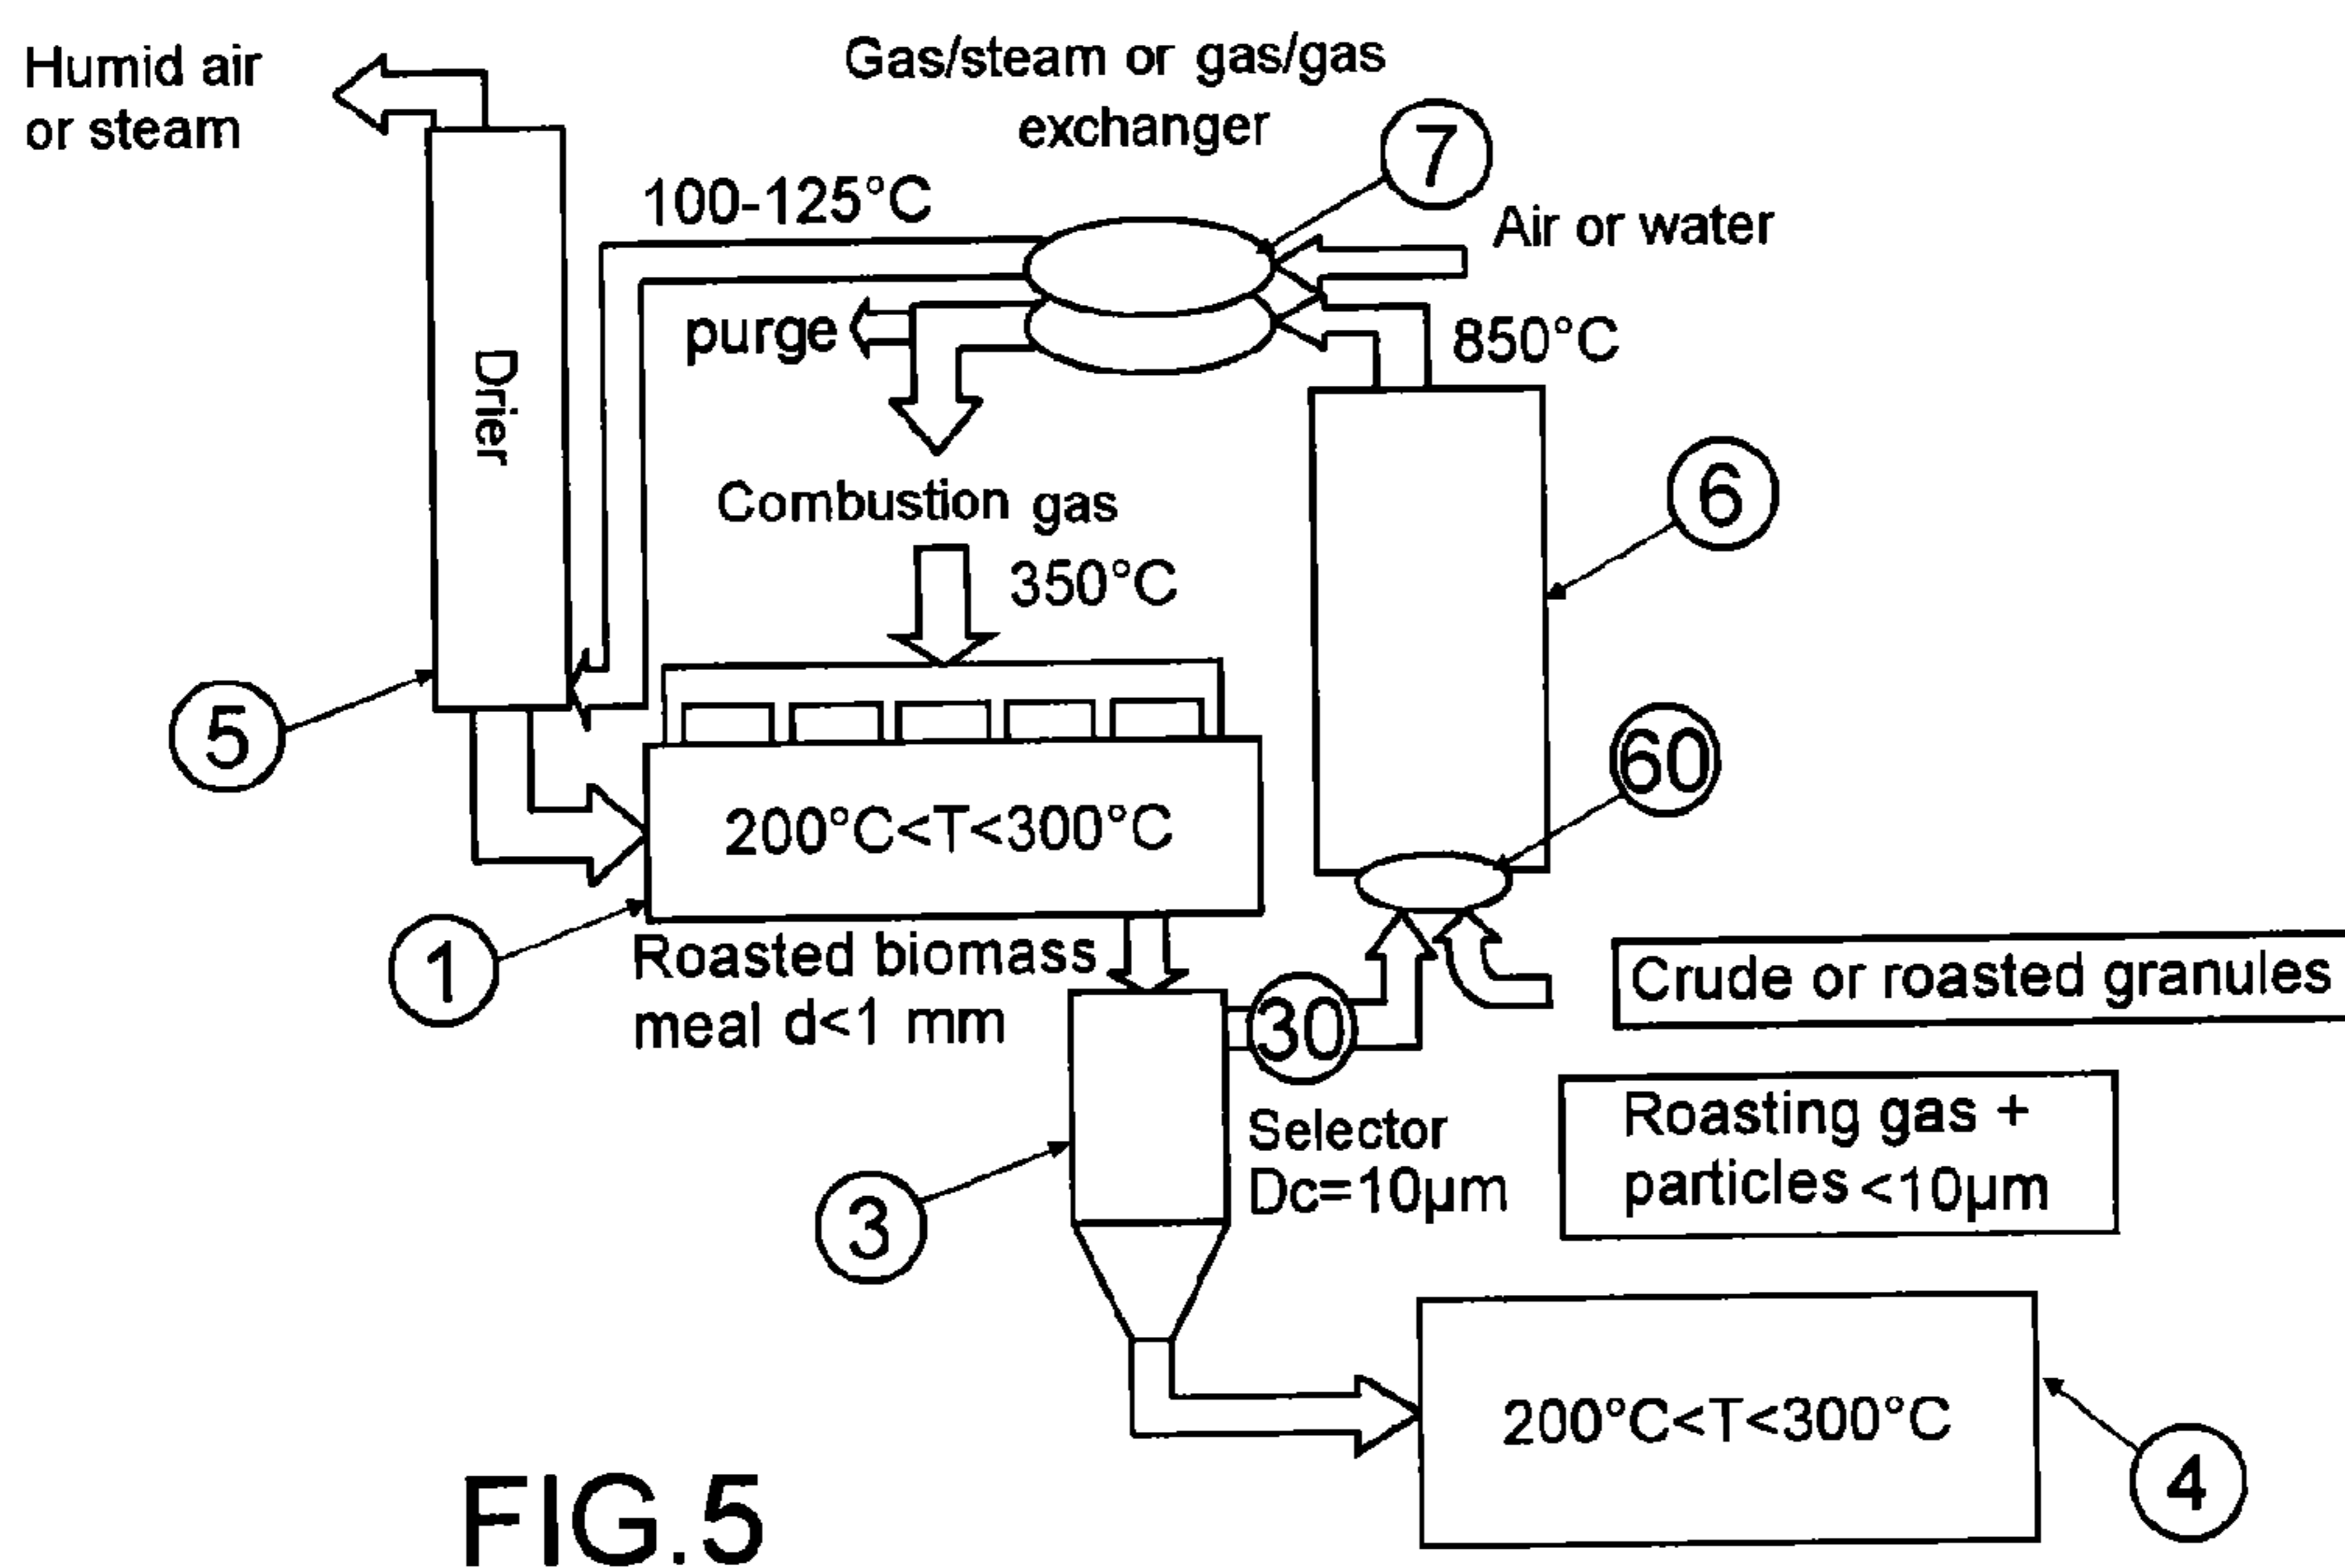 Humid air
or steam
Gas/steam or gas/gas
exchanger
7
100-125°C
Air or water
purge
850°C
Drier
Combustion gas
6
350°C
5
60
200°C<T<300°C
1
Roasted biomass
meal d<1 mm
30
Crude or roasted granules
Selector
Dc=10µm
Roasting gas +
particles <10µm
3
200°C<T<300°C
4
FIG.5